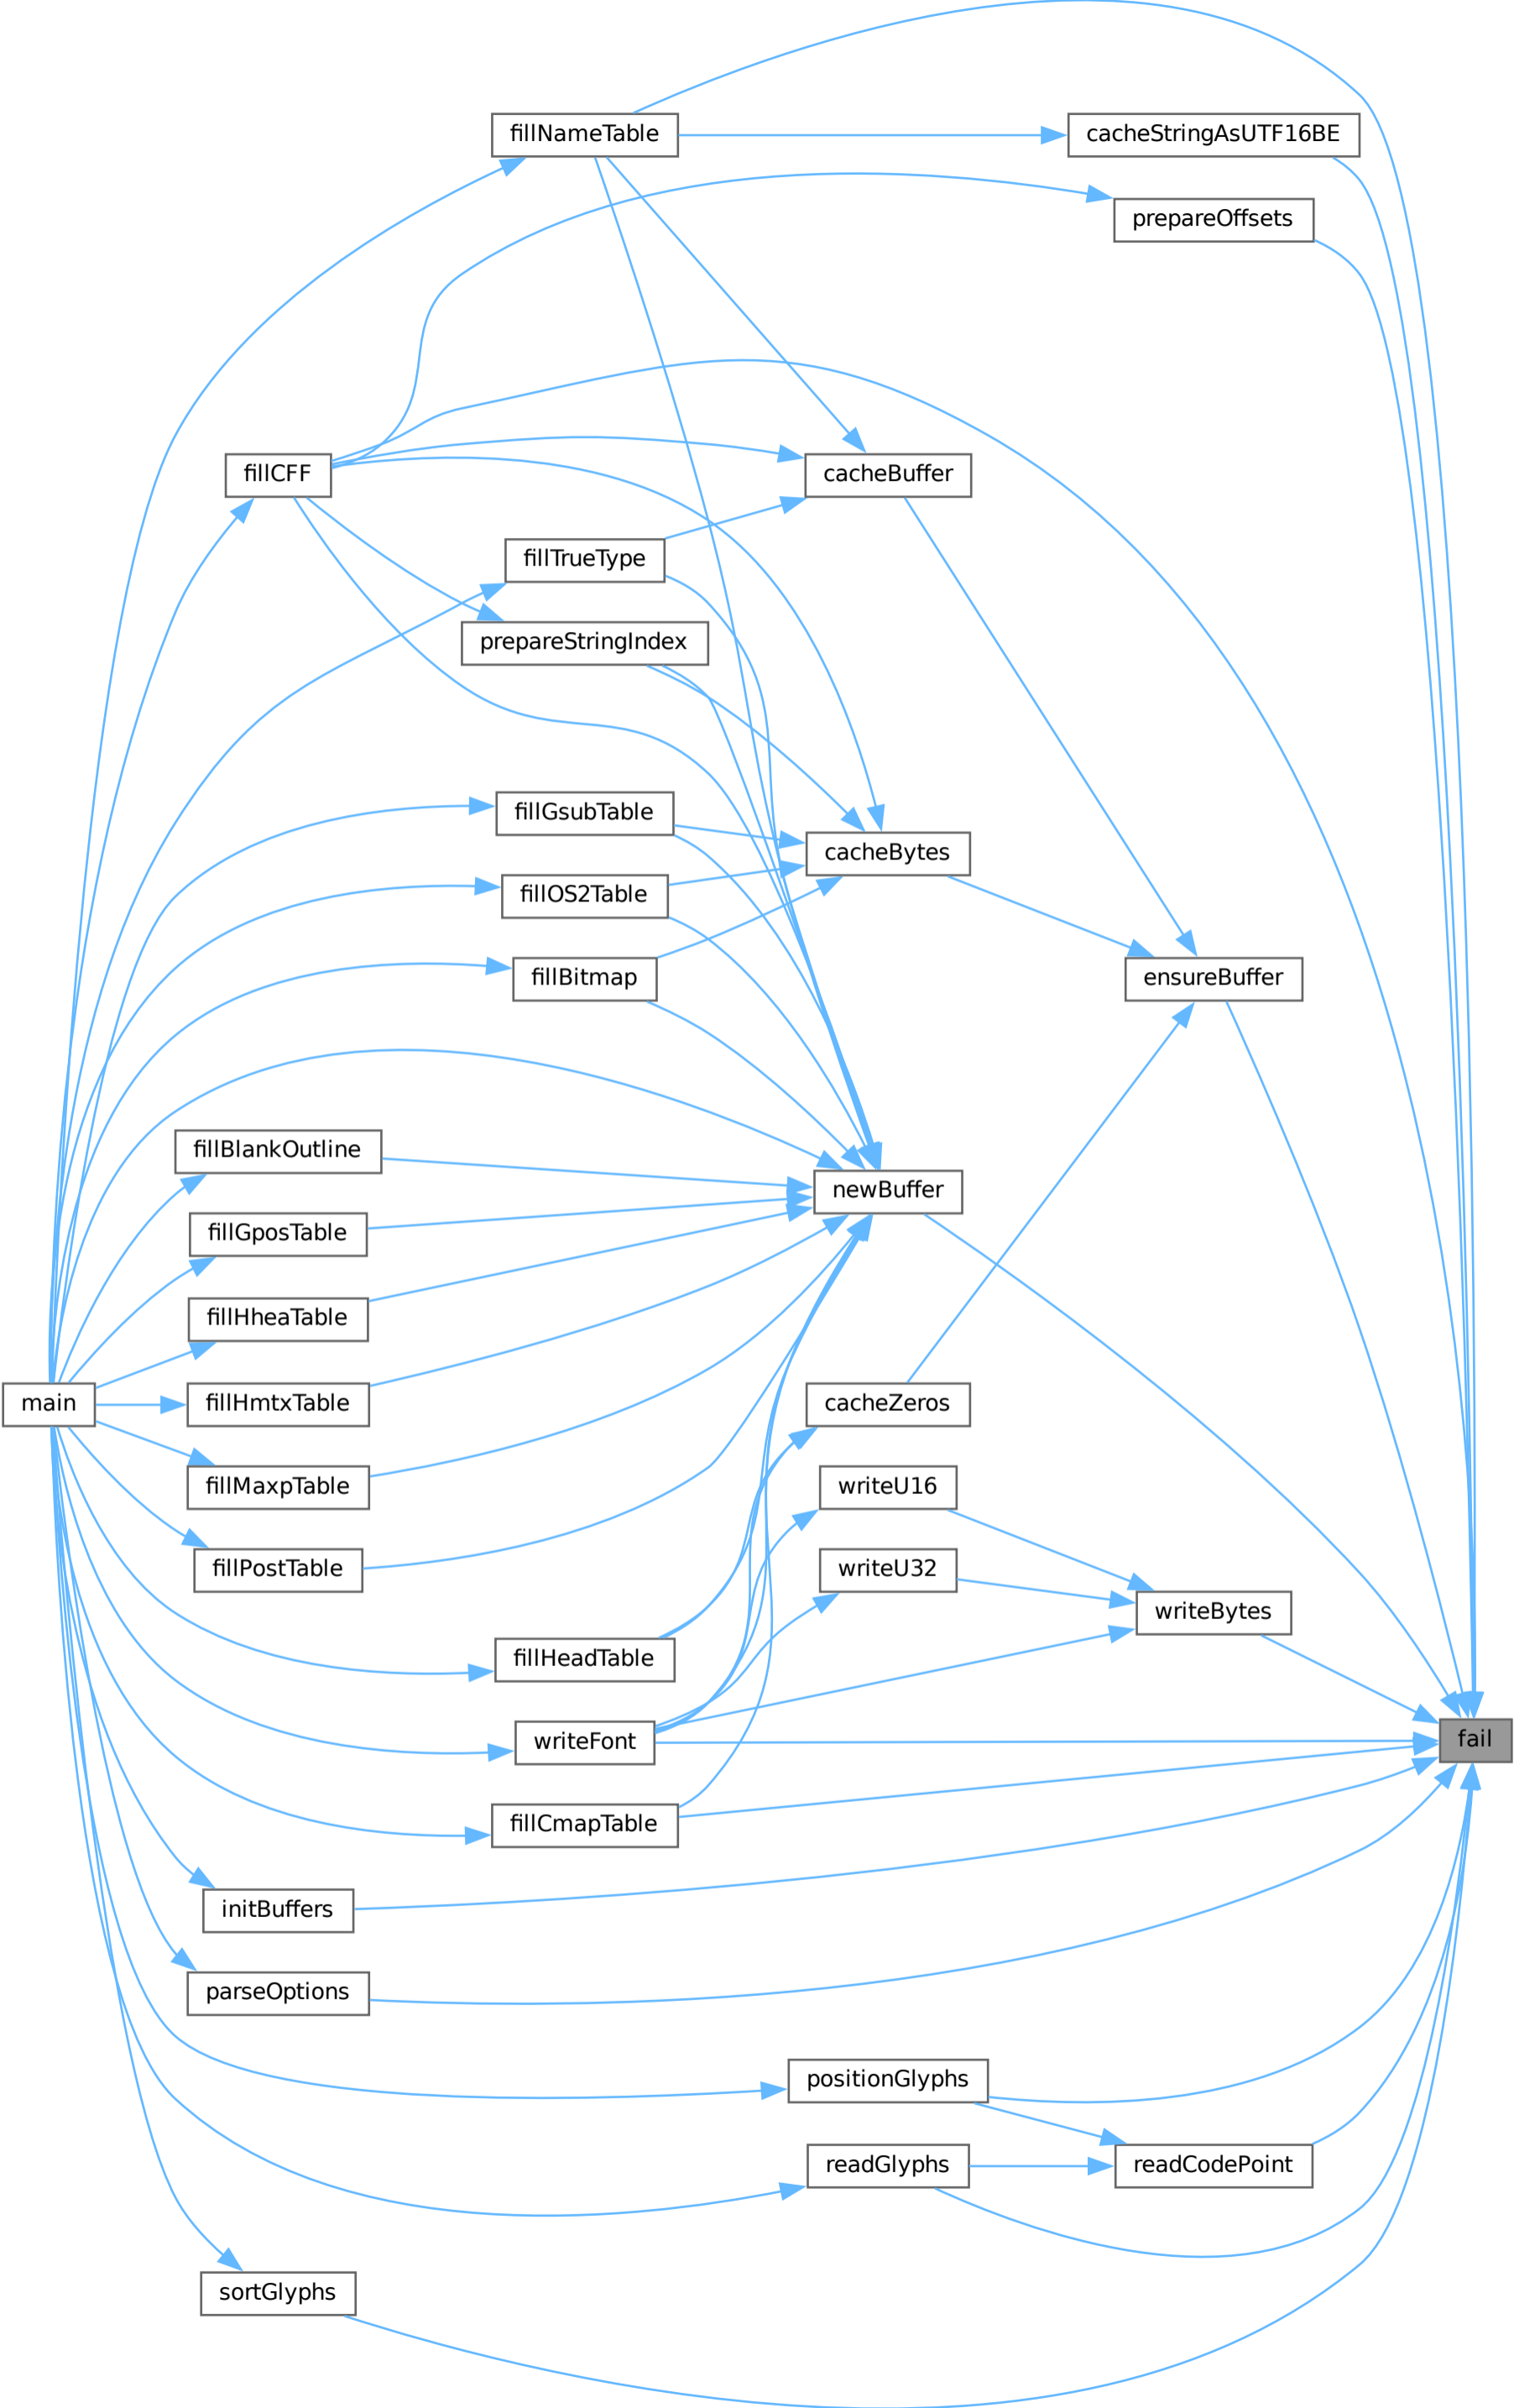 fillNameTable
cacheStringAsUTF16BE
prepareOffsets
fillCFF
cacheBuffer
fillTrueType
prepareStringIndex
fillGsubTable
cacheBytes
fillOS2Table
fillBitmap
ensureBuffer
fillBlankOutline
newBuffer
fillGposTable
fillHheaTable
main
fillHmtxTable
cacheZeros
fillMaxpTable
writeU16
fillPostTable
writeU32
writeBytes
fillHeadTable
writeFont
fail
fillCmapTable
initBuffers
parseOptions
positionGlyphs
readGlyphs
readCodePoint
sortGlyphs